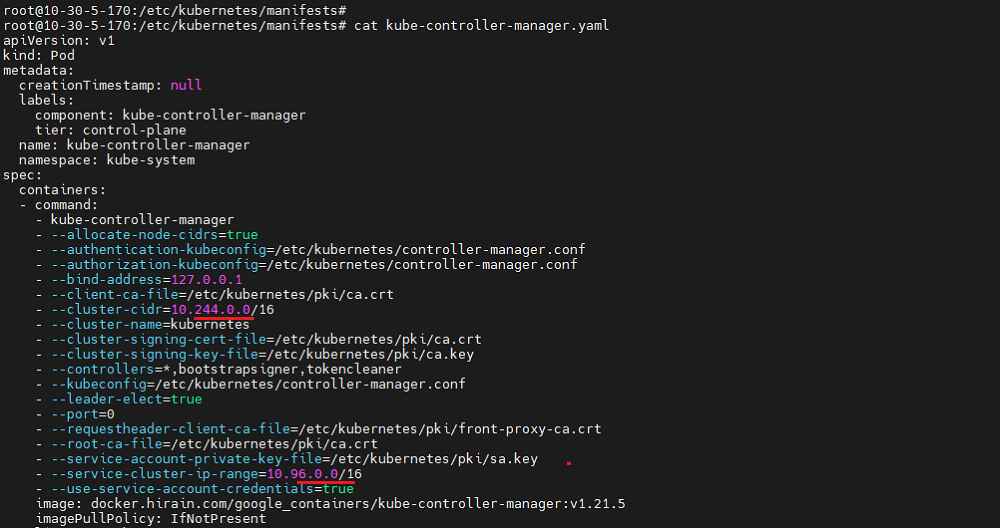 root@10-30-5-170:/etc/kubernetes/manifests#
root@10-30-5-170:/etc/kubernetes/manifests# cat kube-controller-manager.yaml
apiVersion: v1
kind: Pod
metadata:
  creationTimestamp: null
  labels:
    component: kube-controller-manager
    tier: control-plane
  name: kube-controller-manager
  namespace: kube-system
spec:
  containers:
  - command:
    - kube-controller-manager
    - --allocate-node-cidrs=true
    - --authentication-kubeconfig=/etc/kubernetes/controller-manager.conf
    - --authorization-kubeconfig=/etc/kubernetes/controller-manager.conf
    - --bind-address=127.0.0.1
    - --client-ca-file=/etc/kubernetes/pki/ca.crt
    - --cluster-cidr=10.244.0.0/16
    - --cluster-name=kubernetes
    - --cluster-signing-cert-file=/etc/kubernetes/pki/ca.crt
    - --cluster-signing-key-file=/etc/kubernetes/pki/ca.key
    - --controllers=*,bootstrapsigner,tokencleaner
    - --kubeconfig=/etc/kubernetes/controller-manager.conf
    - --leader-elect=true
    - --port=0
    - --requestheader-client-ca-file=/etc/kubernetes/pki/front-proxy-ca.crt
    - --root-ca-file=/etc/kubernetes/pki/ca.crt
    - --service-account-private-key-file=/etc/kubernetes/pki/sa.key
    - --service-cluster-ip-range=10.96.0.0/16
    - --use-service-account-credentials=true
    image: docker.hirain.com/google_containers/kube-controller-manager:v1.21.5
    imagePullPolicy: IfNotPresent